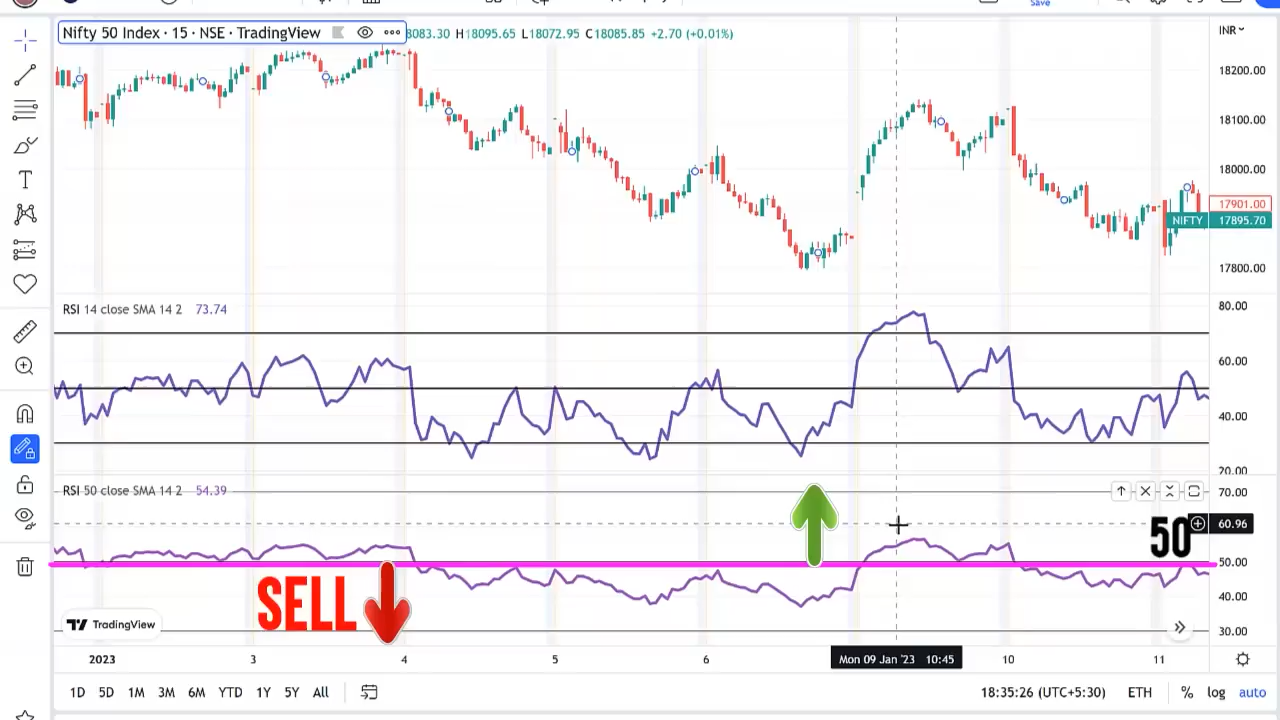 Save
Nifty 50 Index · 15 · NSE · TradingView
8083.30 H18095.65 L18072.95 C18085.85 +2.70 (+0.01%)
INR
18200.00
18100.00
18000.00
17901.00
NIFTY 17895.70
17800.00
RSI 14 close SMA 14 2 73.74
80.00
60.00
40.00
20.00
RSI 50 close SMA 14 2 54.39
70.00
50
60.96
50.00
SELL
40.00
30.00
TradingView
2023 3 4 5 6 Mon 09 Jan '23 10:45 10 11
1D 5D 1M 3M 6M YTD 1Y 5Y All
18:35:26 (UTC+5:30) ETH % log auto